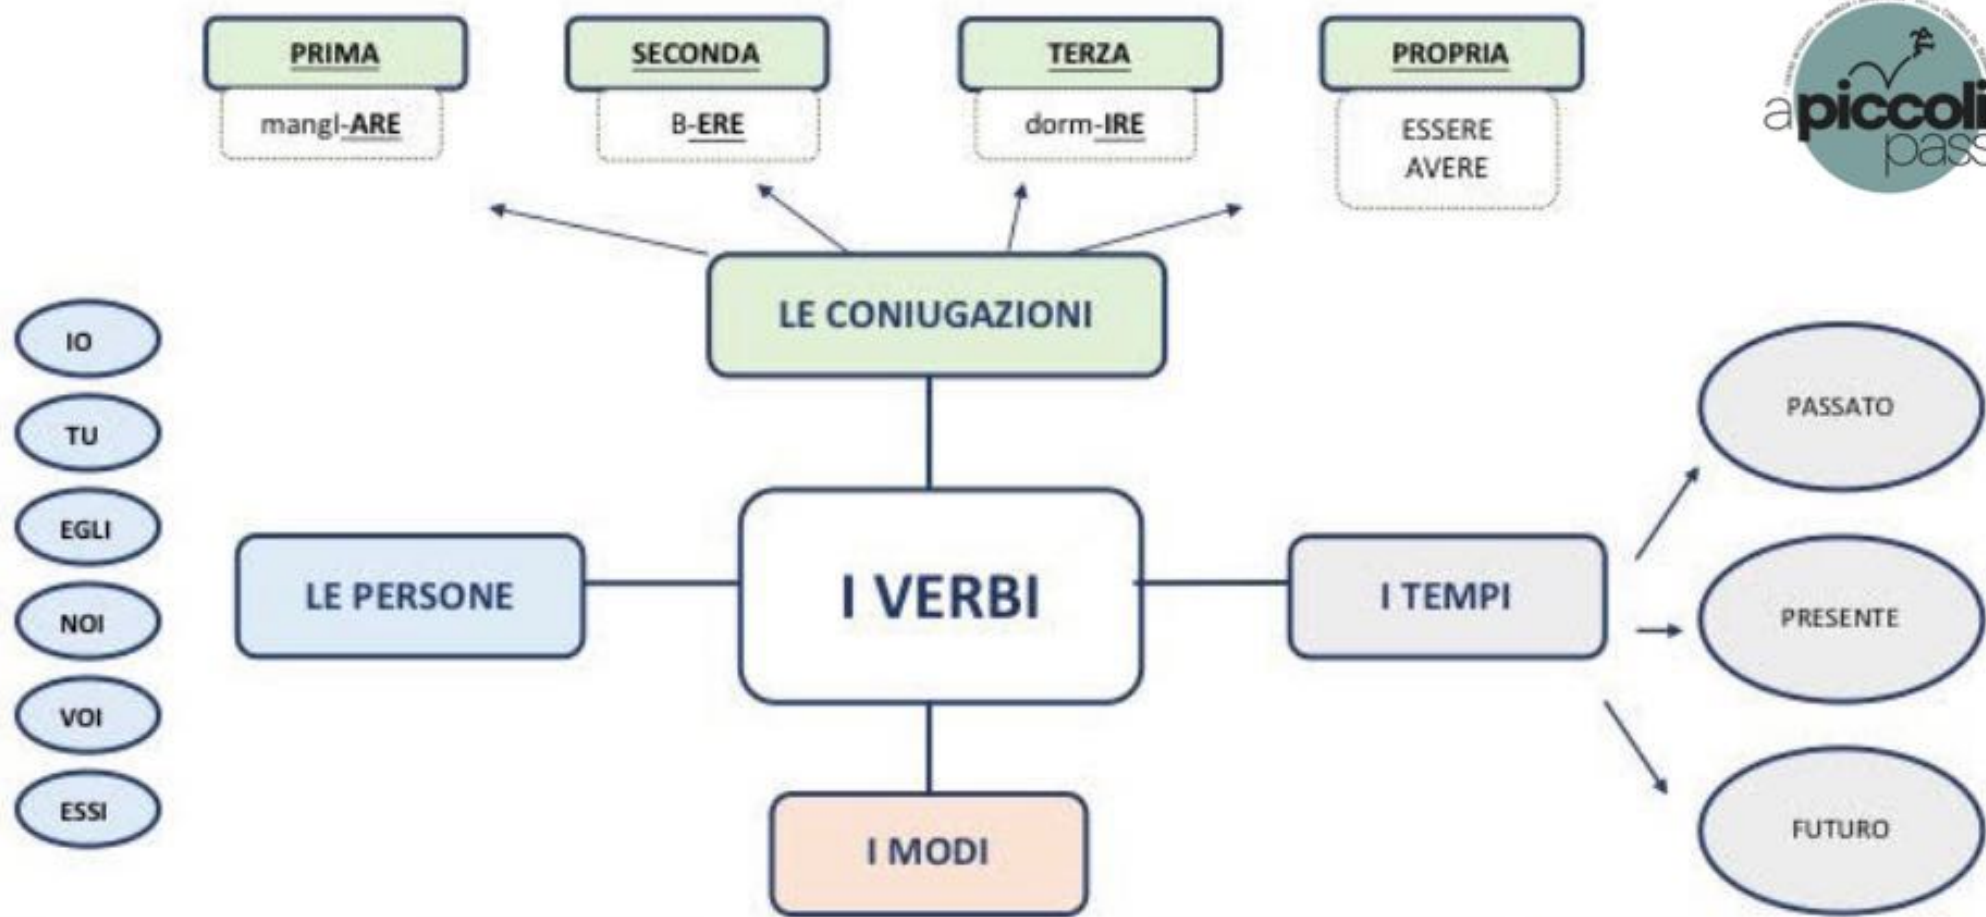 PRIMA
SECONDA
TERZA
PROPRIA
mangI-ARE
B-ERE
dorm-IRE
ESSERE
AVERE
a piccoli
LE CONIUGAZIONI
IO
TU
EGLI
NOI
VOI
ESSI
LE PERSONE
I VERBI
I TEMPI
PASSATO
PRESENTE
FUTURO
I MODI